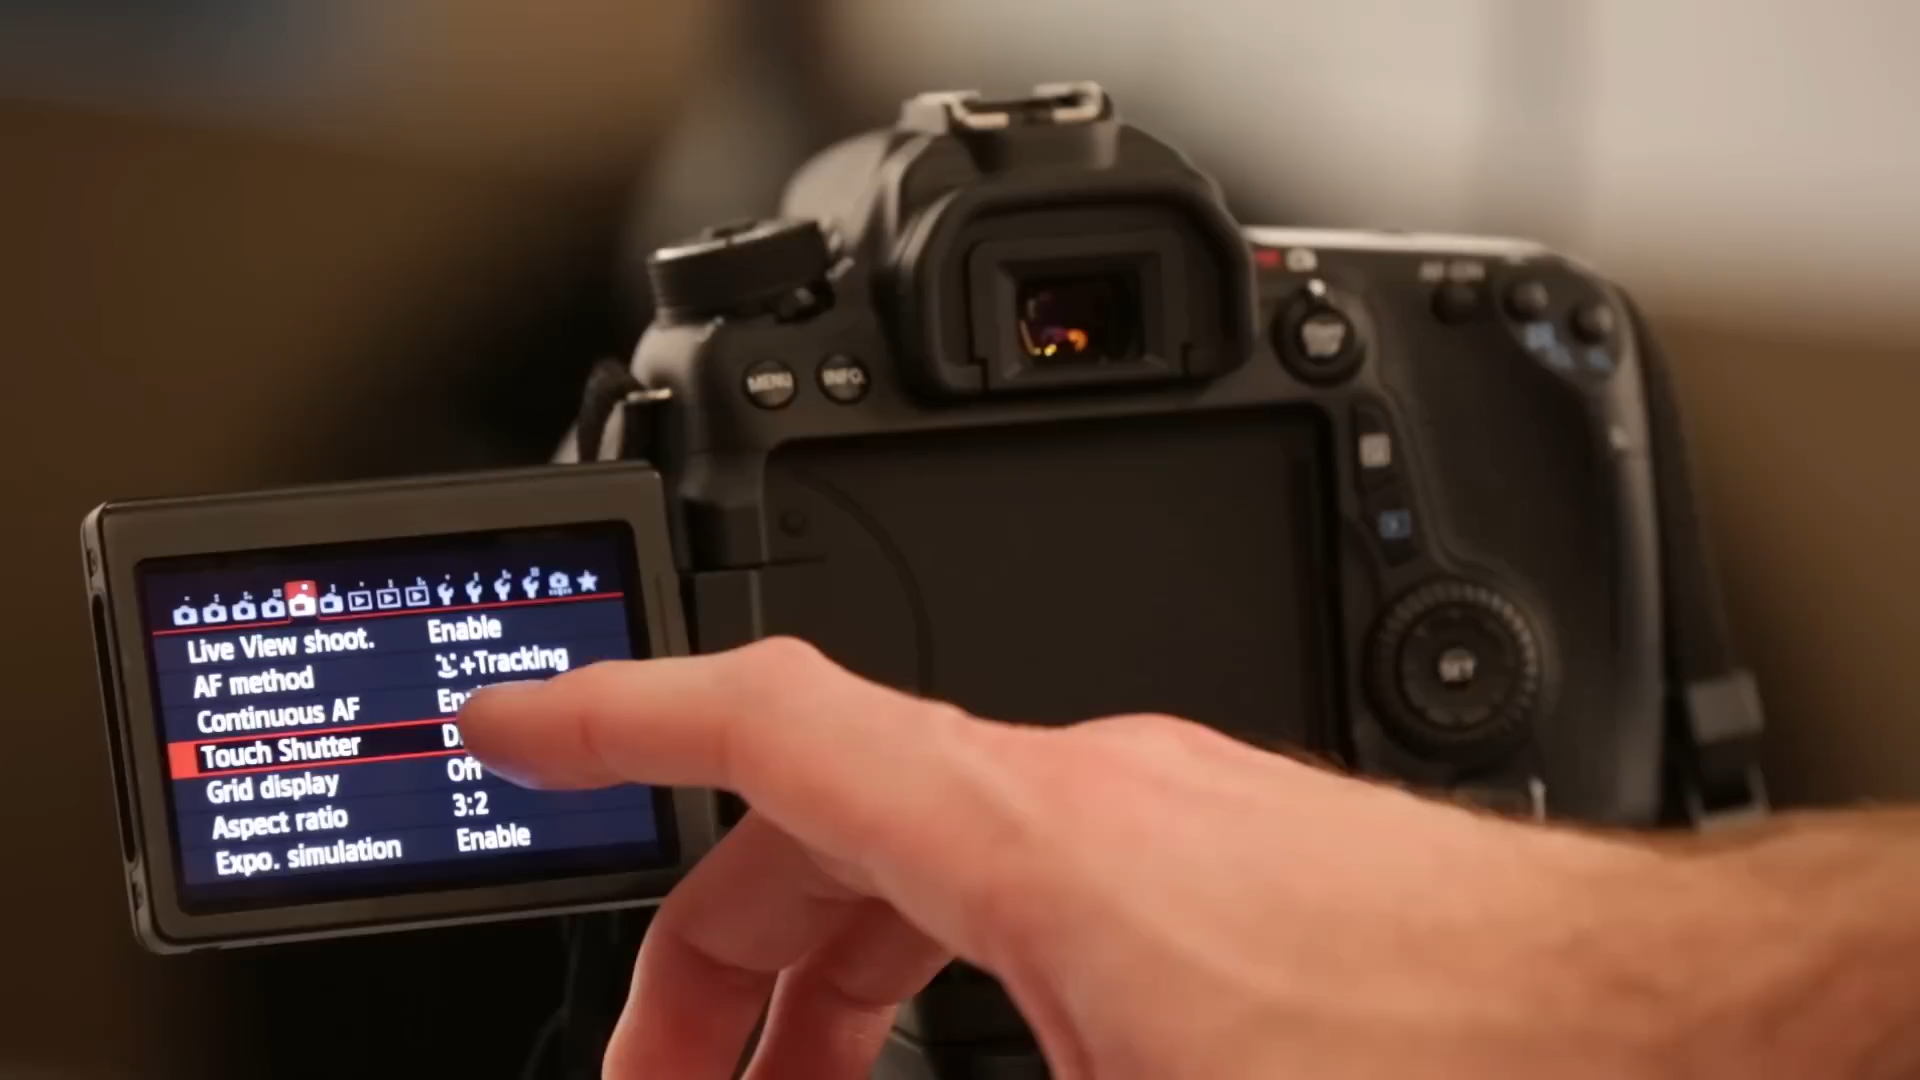 MENU INFO.
Live View shoot. Enable
AF method +Tracking
Continuous AF
Touch Shutter
Grid display Off
Aspect ratio 3:2
Expo. simulation Enable
SET